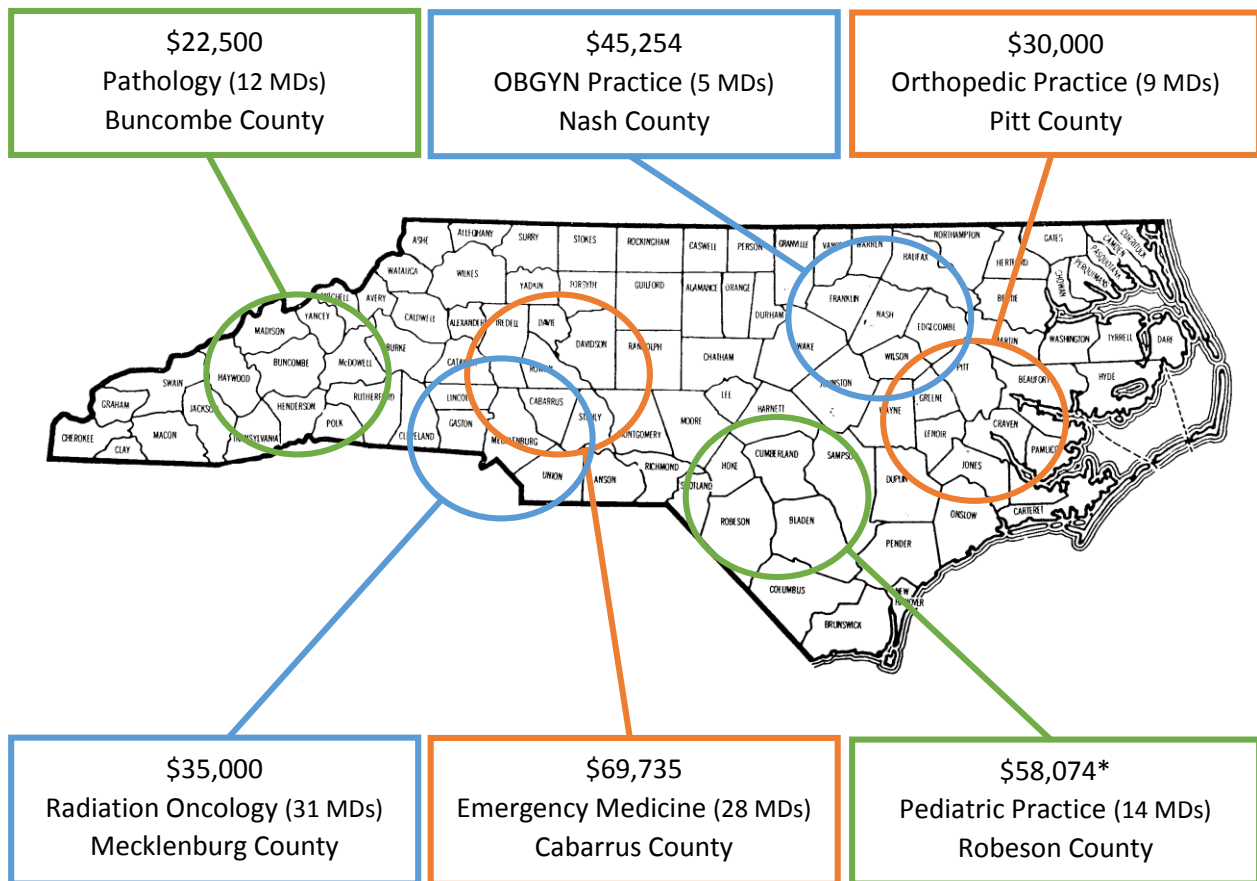 $22,500
Pathology (12 MDs)
Buncombe County
$45,254
OBGYN Practice (5 MDs)
Nash County
$30,000
Orthopedic Practice (9 MDs)
Pitt County
ASHE
ALLEGHANY
SURRY
STOKES
ROCKINGHAM
CASWELL
PERSON
GRANVILLE
VANCE
WARREN
HALIFAX
NORTHAMPTON
GATES
HERTFORD
CURRITUCK
CAMDEN
PASQUOTANK
PERQUIMANS
CHOWAN
WATAUGA
WILKES
YADKIN
FORSYTH
GUILFORD
ALAMANCE
ORANGE
DURHAM
FRANKLIN
NASH
EDGECOMBE
BERTIE
MITCHELL
AVERY
CALDWELL
ALEXANDER
IREDELL
DAVIE
DAVIDSON
RANDOLPH
CHATHAM
WAKE
WILSON
MARTIN
WASHINGTON
TYRRELL
DARE
MADISON
YANCEY
BUNCOMBE
McDOWELL
BURKE
CATAWBA
ROWAN
JOHNSTON
PITT
BEAUFORT
HYDE
SWAIN
HAYWOOD
HENDERSON
RUTHERFORD
LINCOLN
CABARRUS
STANLY
MOORE
LEE
HARNETT
WAYNE
GREENE
GRAHAM
JACKSON
POLK
CLEVELAND
GASTON
MECKLENBURG
MONTGOMERY
LENOIR
CRAVEN
PAMLICO
CHEROKEE
MACON
CLAY
TRANSYLVANIA
UNION
ANSON
RICHMOND
SCOTLAND
HOKE
CUMBERLAND
SAMPSON
DUPLIN
JONES
ONSLOW
CARTERET
ROBESON
BLADEN
PENDER
COLUMBUS
NEW
HANOVER
BRUNSWICK
$35,000
Radiation Oncology (31 MDs)
Mecklenburg County
$69,735
Emergency Medicine (28 MDs)
Cabarrus County
$58,074*
Pediatric Practice (14 MDs)
Robeson County